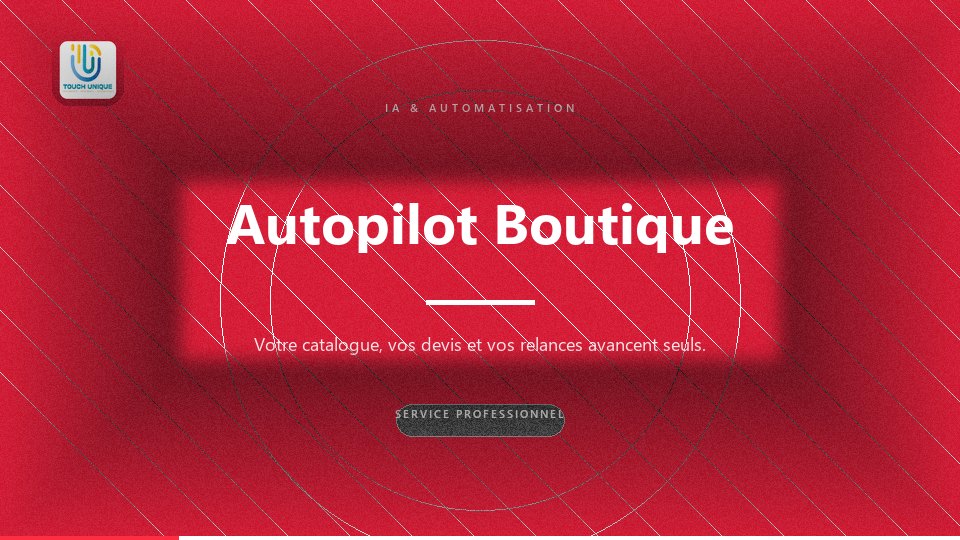 TOUCH UNIQUE
IA & AUTOMATISATION
Autopilot Boutique
Votre catalogue, vos devis et vos relances avancent seuls.
SERVICE PROFESSIONNEL